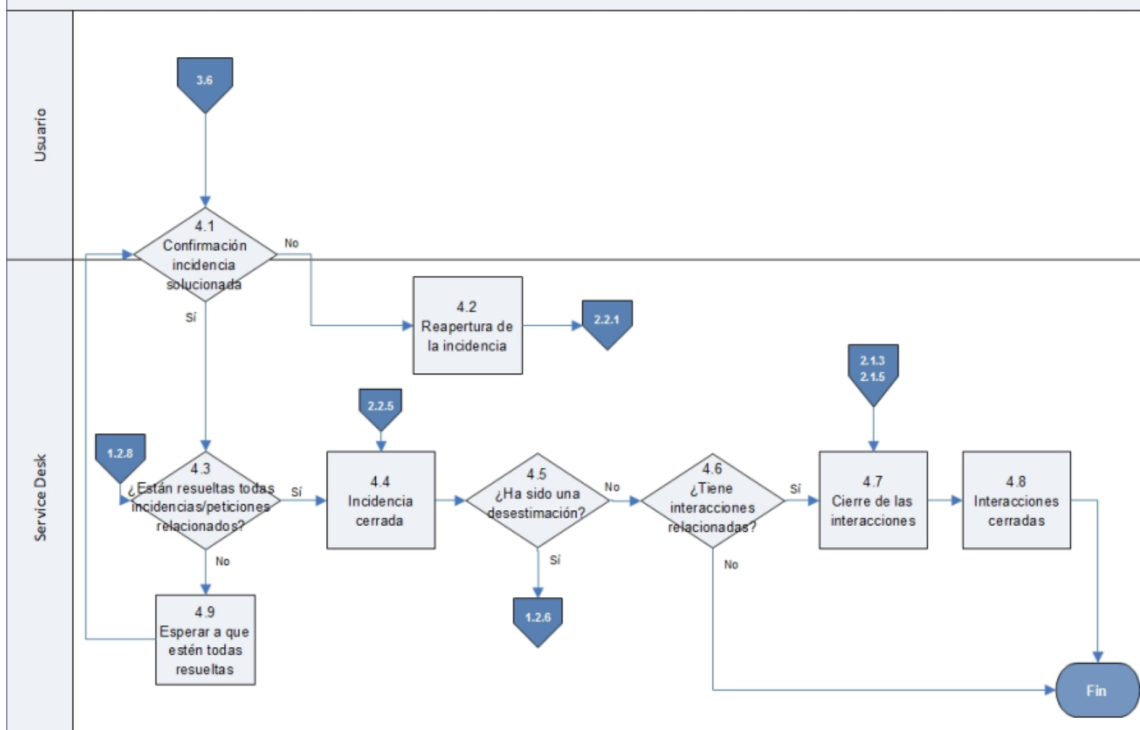 Usuario
3.6
4.1
Confirmación
incidencia
solucionada
No
Sí
Service Desk
4.2
Reapertura de
la incidencia
2.2.1
2.1.3
2.1.5
2.2.5
1.2.8
4.3
¿Están resueltas todas
incidencias/peticiones
relacionados?
Sí
No
4.4
Incidencia
cerrada
4.5
¿Ha sido una
desestimación?
No
Sí
4.6
¿Tiene
interacciones
relacionadas?
Sí
No
4.7
Cierre de las
interacciones
4.8
Interacciones
cerradas
4.9
Esperar a que
estén todas
resueltas
1.2.6
Fin